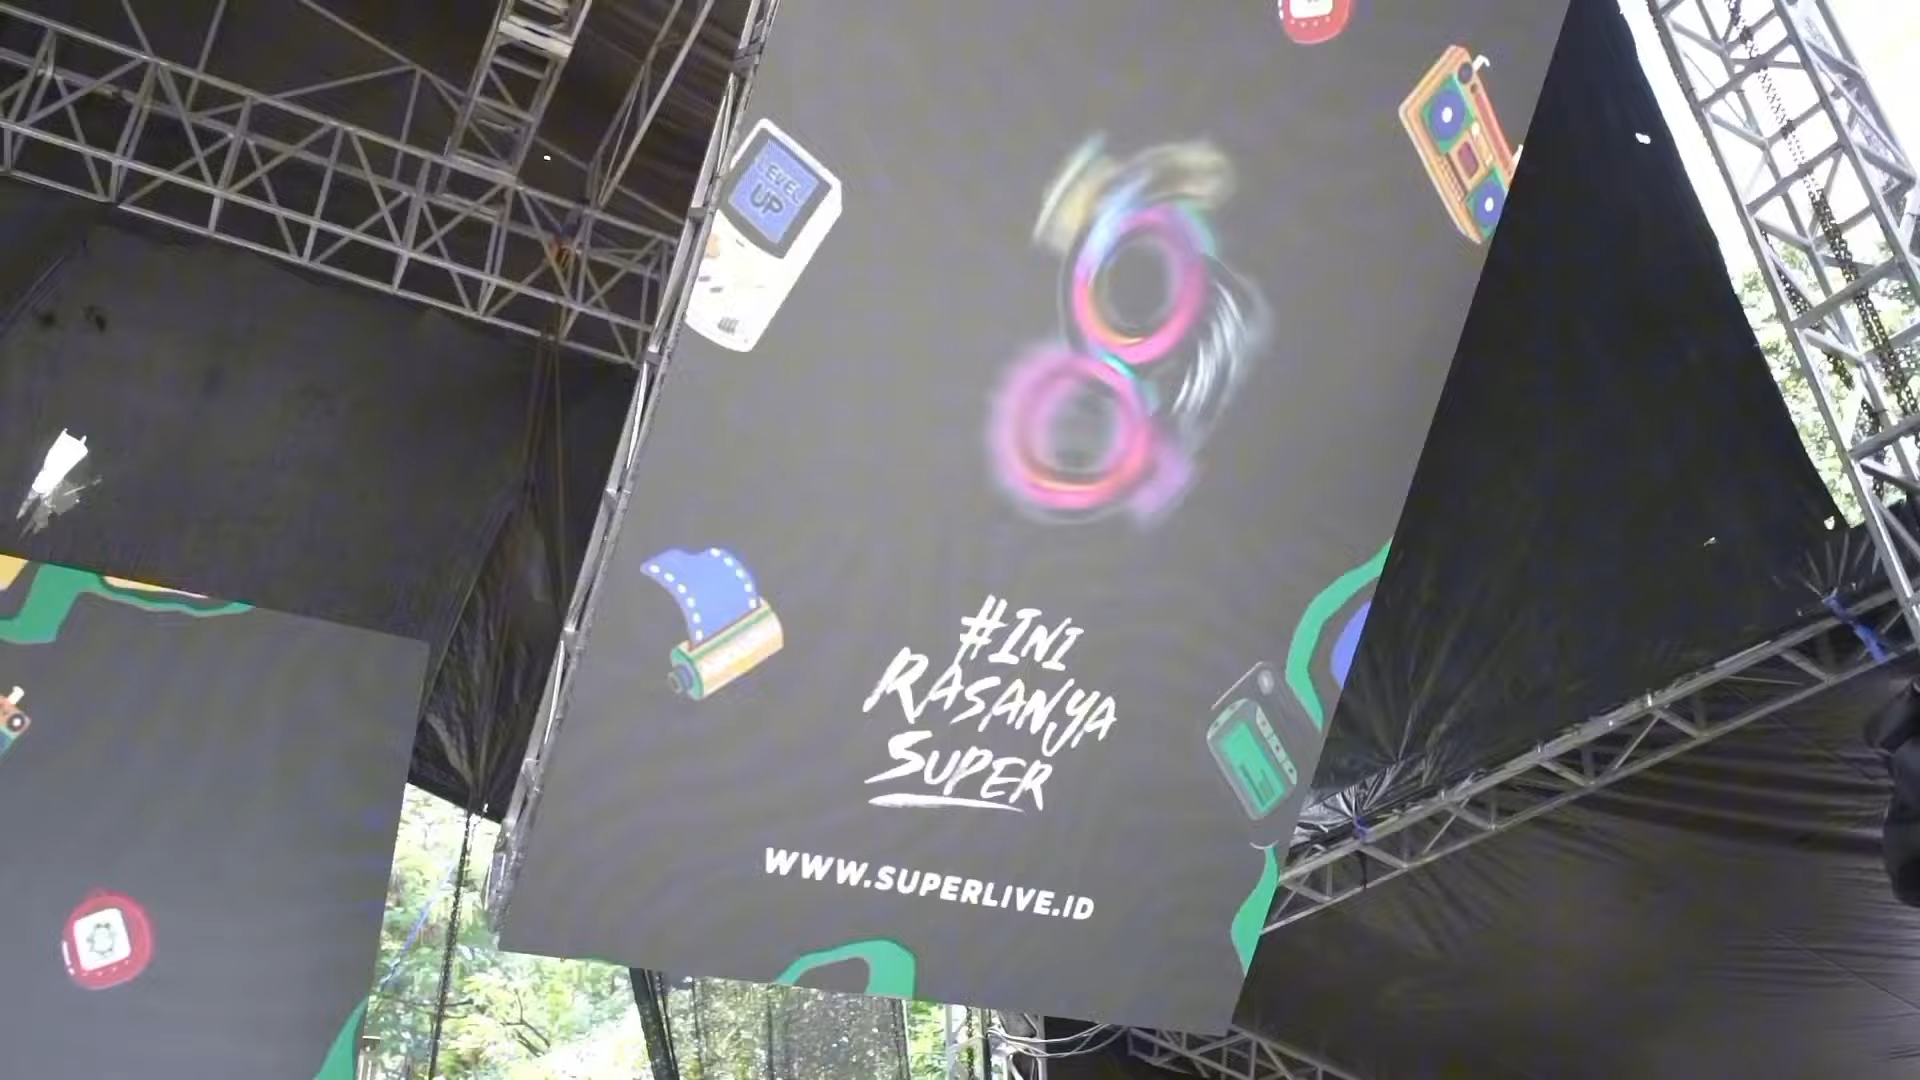 LEVEL
UP
#INI
RASANYA
SUPER
WWW.SUPERLIVE.ID